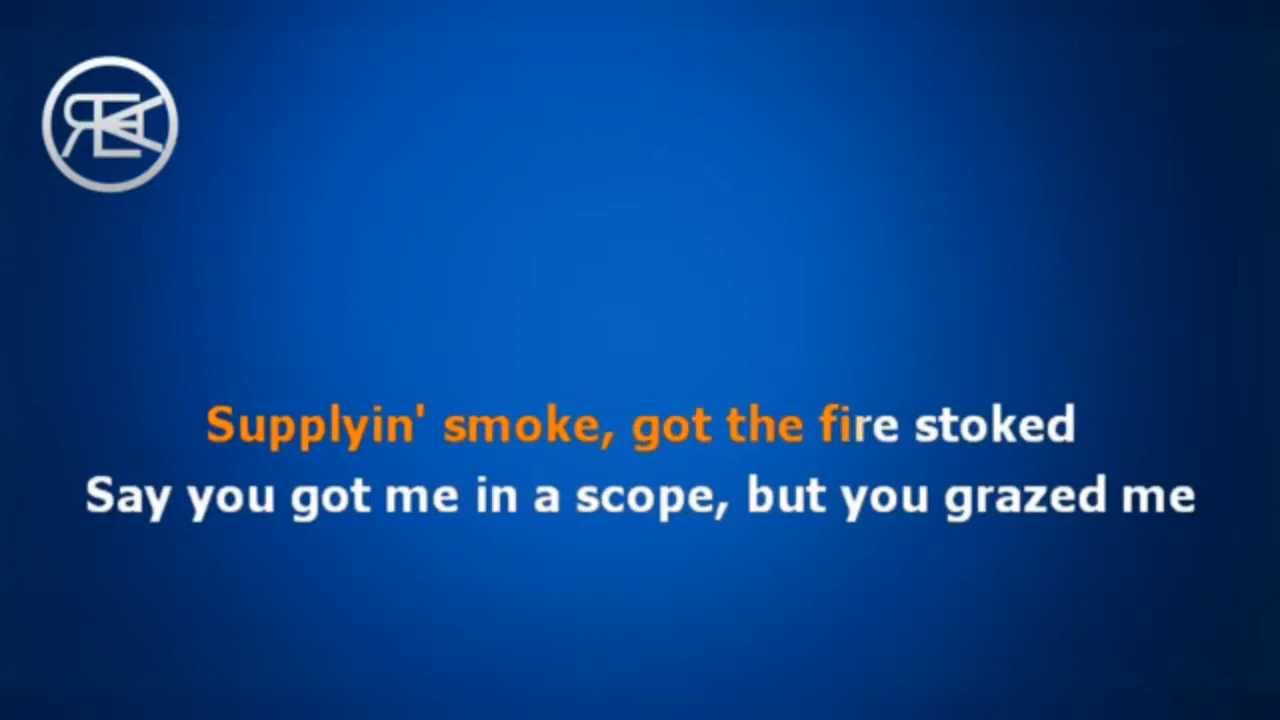 Supplyin' smoke, got the fire stoked
Say you got me in a scope, but you grazed me